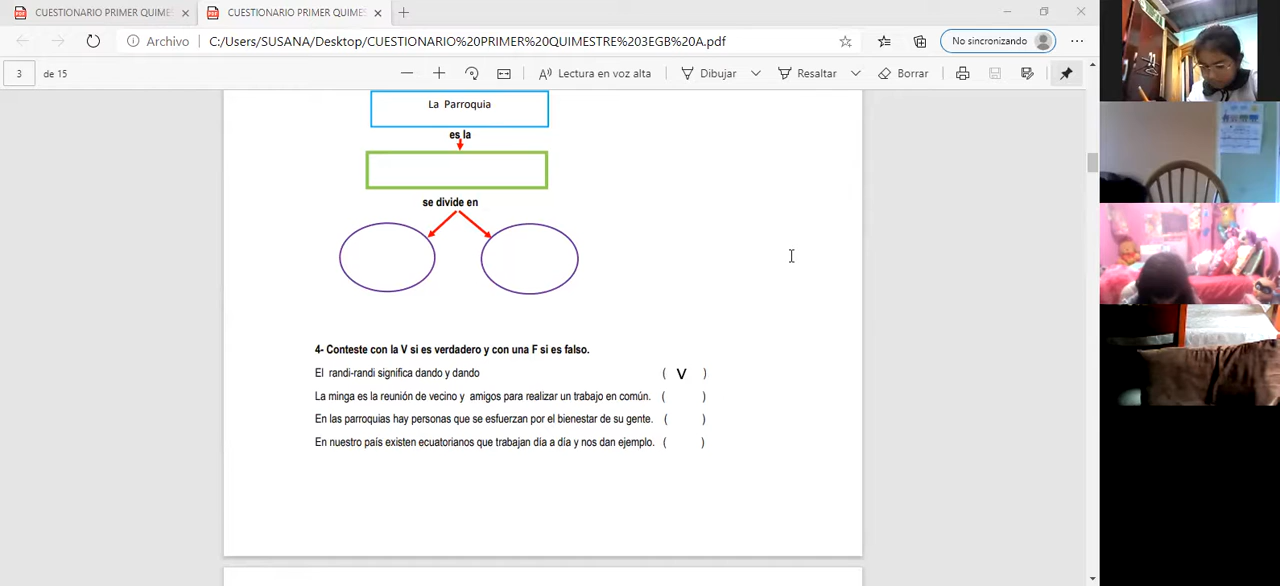 CUESTIONARIO PRIMER QUIMES
CUESTIONARIO PRIMER QUIMES
Archivo
C:/Users/SUSANA/Desktop/CUESTIONARIO%20PRIMER%20QUIMESTRE%203EGB%20A.pdf
No sincronizando
3 de 15
Lectura en voz alta
Dibujar
Resaltar
Borrar
La Parroquia
es la
se divide en
4- Conteste con la V si es verdadero y con una F si es falso.
El randi-randi significa dando y dando ( V )
La minga es la reunión de vecino y amigos para realizar un trabajo en común. ( )
En las parroquias hay personas que se esfuerzan por el bienestar de su gente. ( )
En nuestro país existen ecuatorianos que trabajan día a día y nos dan ejemplo. ( )